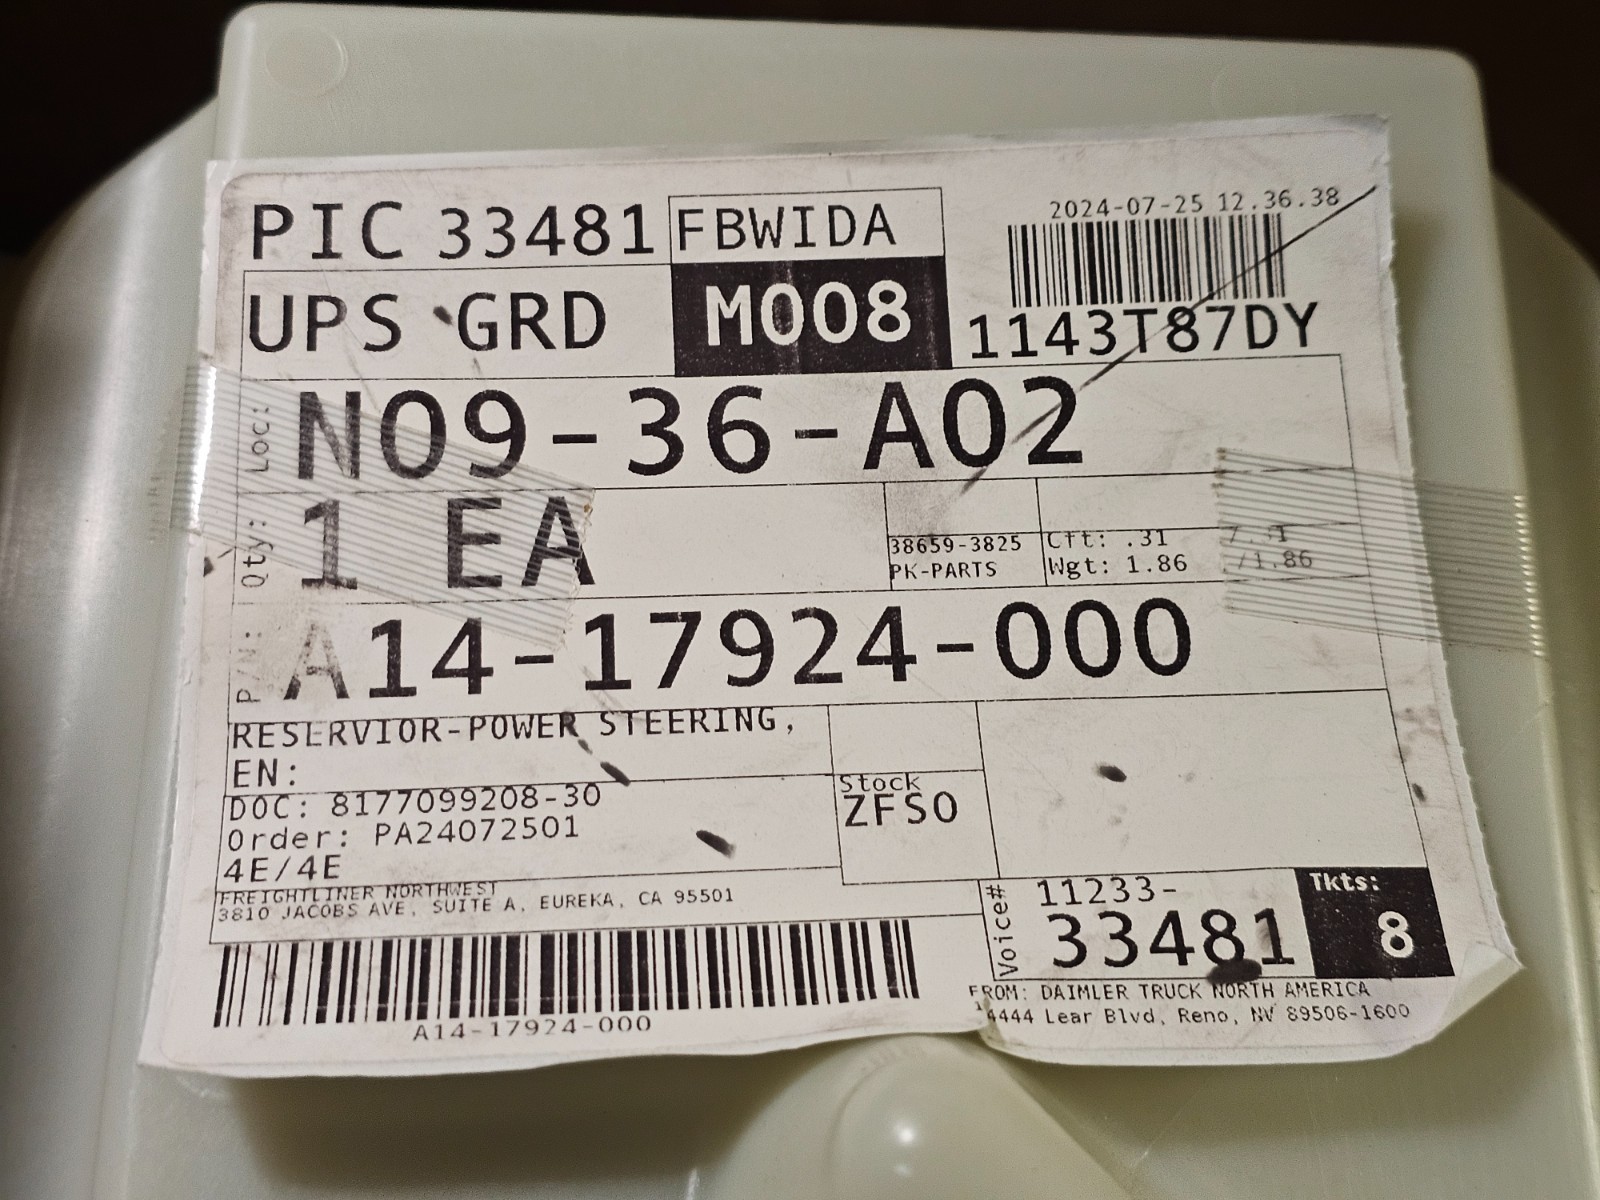 PIC 33481 FBWIDA
2024-07-25 12.36.38
UPS GRD M008
1143T87DY
Loc: N09-36-A02
Qty: 1 EA
38659-3825
PK-PARTS
Cft: .31
Wgt: 1.86 /1.86
P/N: A14-17924-000
RESERVIOR-POWER STEERING,
EN:
DOC: 8177099208-30
Order: PA24072501
4E/4E
Stock
ZFSO
FREIGHTLINER NORTHWEST
3810 JACOBS AVE, SUITE A, EUREKA, CA 95501
A14-17924-000
Voice# 11233-
33481
Tkts:
8
FROM: DAIMLER TRUCK NORTH AMERICA
14444 Lear Blvd, Reno, NV 89506-1600